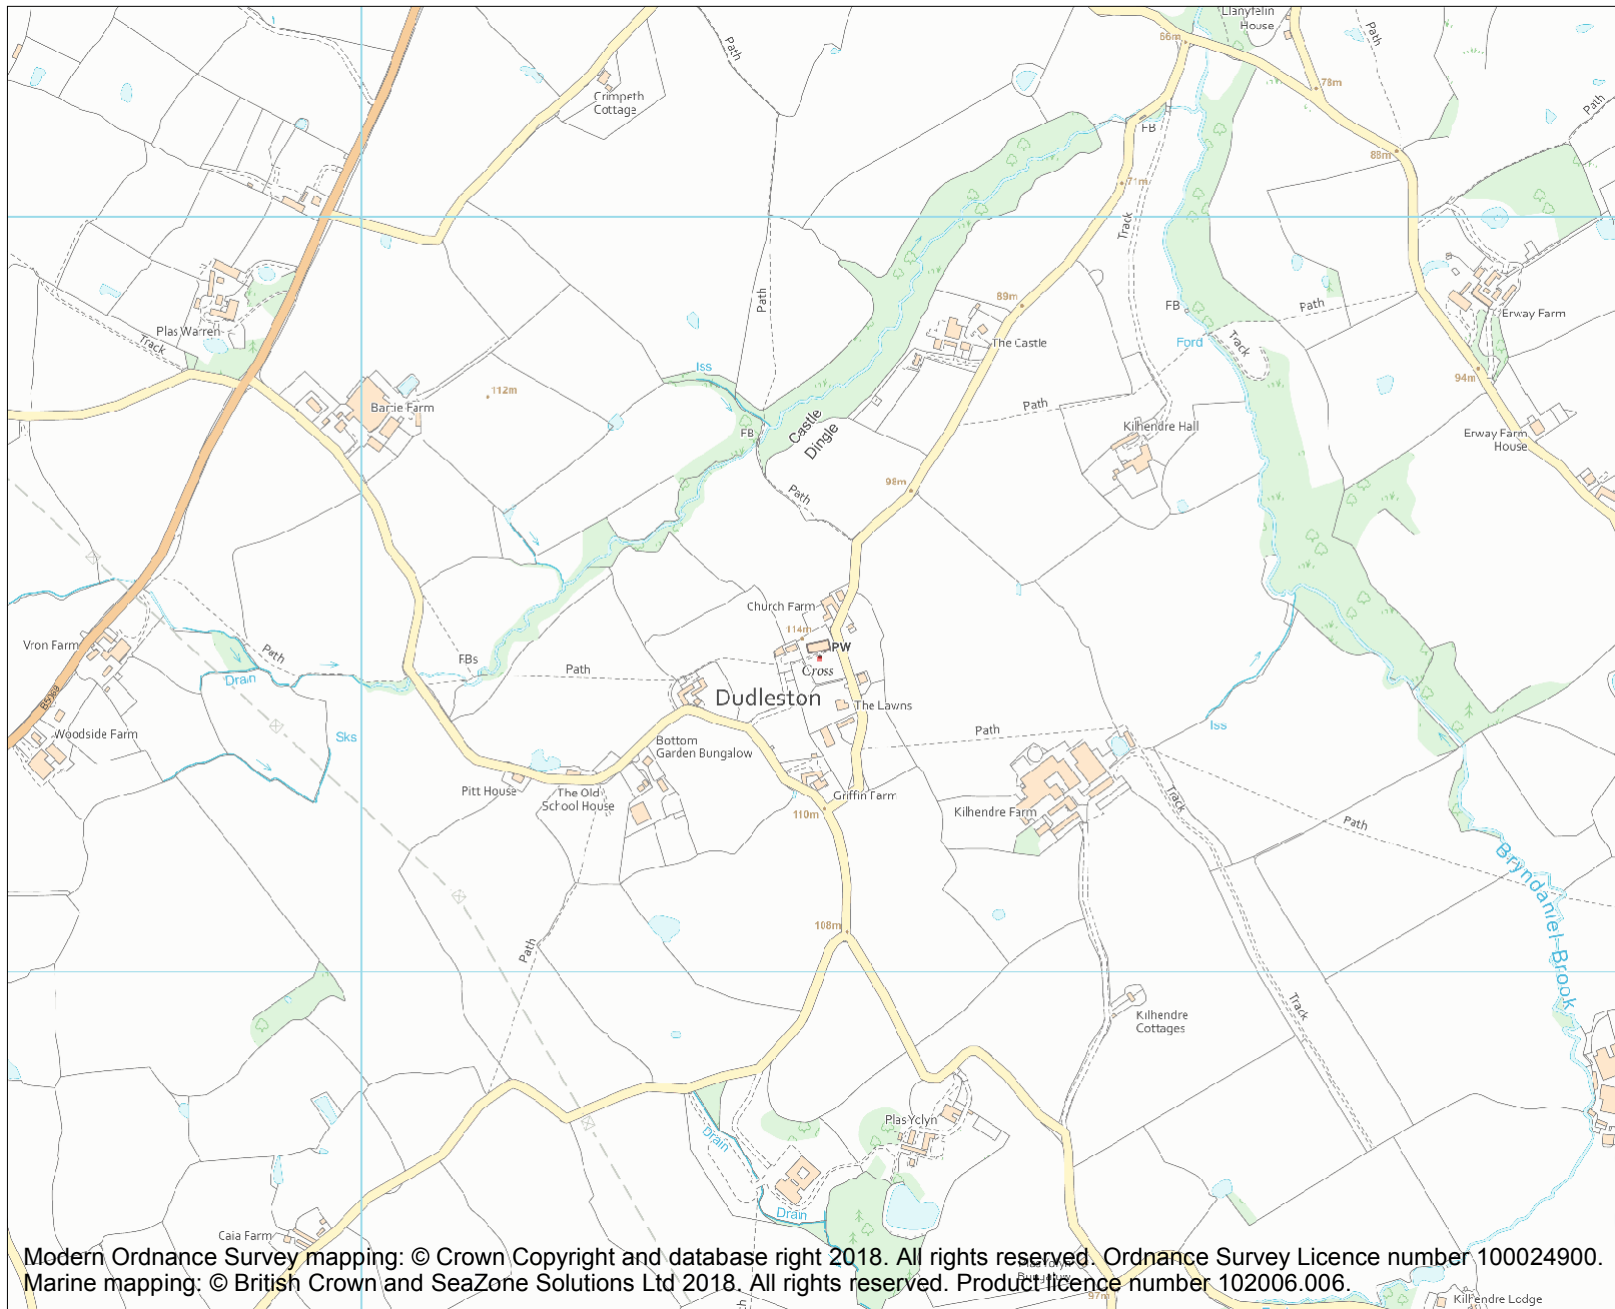 Llanyfelin
House
Path
Path
66m
78m
Crimpeth
Cottage
Path
FB
88m
71m
Track
89m
Path
Path
FB
Erway Farm
Plas Warren
Track
The Castle
Ford
Track
Iss
94m
112m
Path
Castle
Dingle
Kilhendre Hall
FB
Erway Farm
House
98m
Path
Church Farm
114m
Vron Farm
Path
PW
FBs
Path
Cross
Drain
Dudleston
The Lawns
B5069
Woodside Farm
Sks
Iss
Path
Bottom
Garden Bungalow
Pitt House
The Old
School House
Griffin Farm
110m
Kilhendre Farm
Track
Path
Bryndaniel Brook
108m
Path
Kilhendre
Cottages
Track
Plas Yclyn
Drain
Drain
Caia Farm
Modern Ordnance Survey mapping: © Crown Copyright and database right 2018. All rights reserved. Ordnance Survey Licence number 100024900.
Marine mapping: © British Crown and SeaZone Solutions Ltd 2018. All rights reserved. Product licence number 102006.006.
97m
Path
Kilhendre Lodge